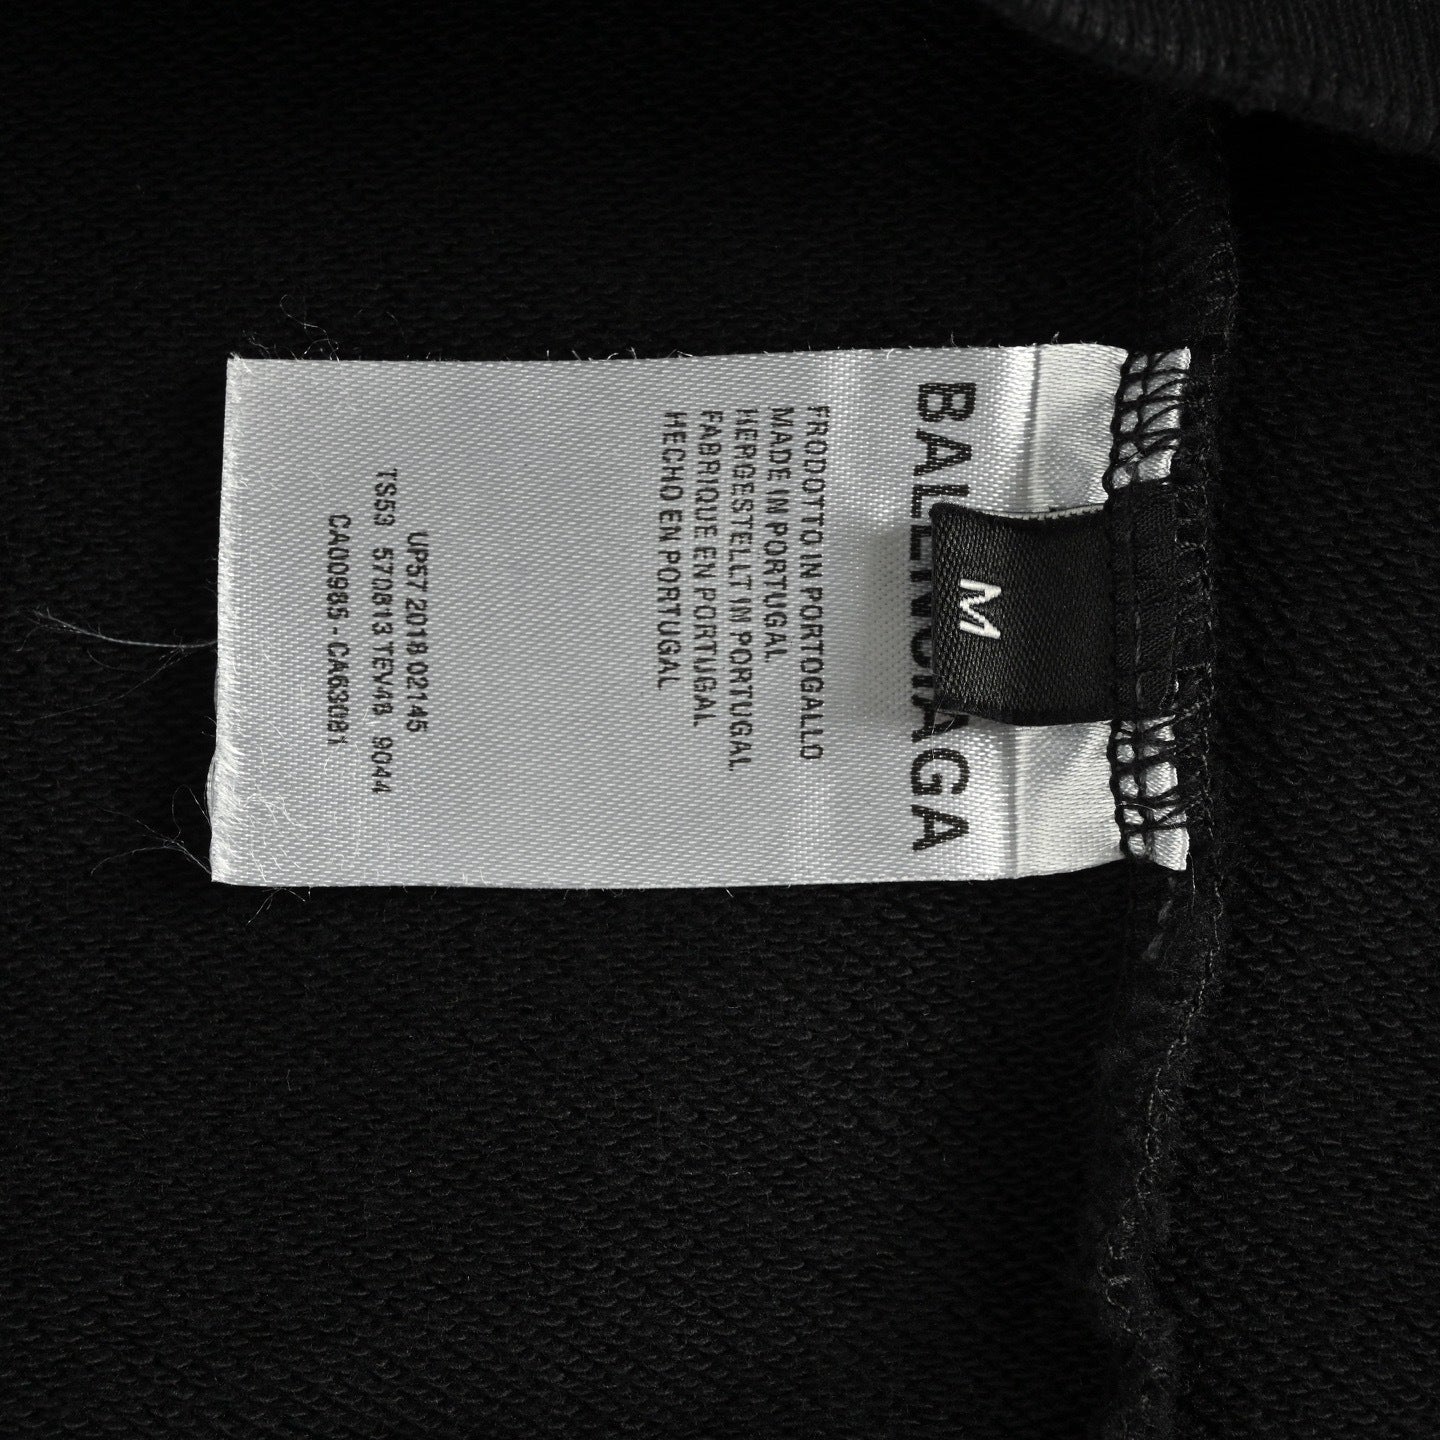 BALENCIAGA
M
PRODOTTO IN PORTOGALLO
MADE IN PORTUGAL
HERGESTELLT IN PORTUGAL
FABRIQUE EN PORTUGAL
HECHO EN PORTUGAL
UP57 2018 02145
TS53 570813 TEV48 9044
CA00985 - CA63081